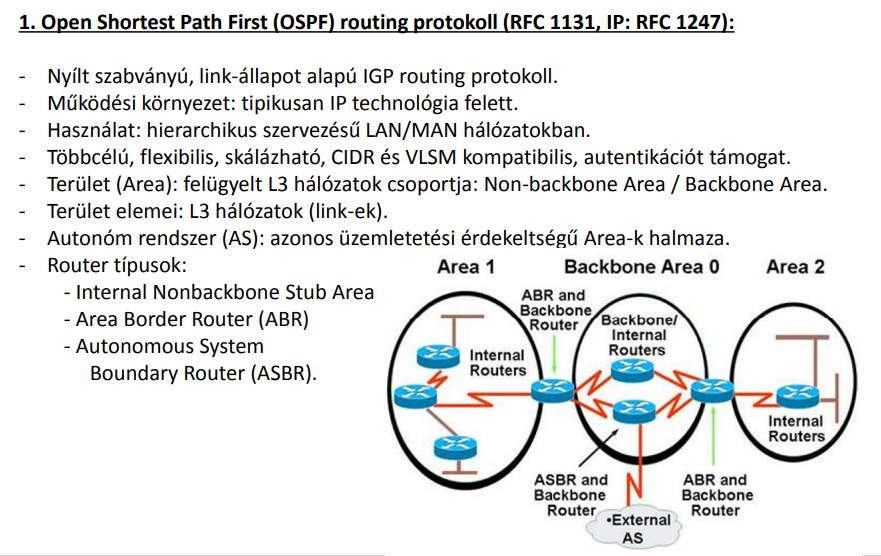 1. Open Shortest Path First (OSPF) routing protokoll (RFC 1131, IP: RFC 1247):
- Nyílt szabványú, link-állapot alapú IGP routing protokoll.
- Működési környezet: tipikusan IP technológia felett.
- Használat: hierarchikus szervezésű LAN/MAN hálózatokban.
- Többcélú, flexibilis, skálázható, CIDR és VLSM kompatibilis, autentikációt támogat.
- Terület (Area): felügyelt L3 hálózatok csoportja: Non-backbone Area / Backbone Area.
- Terület elemei: L3 hálózatok (link-ek).
- Autonóm rendszer (AS): azonos üzemletetési érdekeltségű Area-k halmaza.
- Router típusok:
- Internal Nonbackbone Stub Area
- Area Border Router (ABR)
- Autonomous System
Boundary Router (ASBR).
Area 1
Backbone Area 0
Area 2
ABR and
Backbone
Router
Backbone/
Internal
Routers
Internal
Routers
Internal
Routers
ASBR and
Backbone
Router
ABR and
Backbone
Router
•External
AS